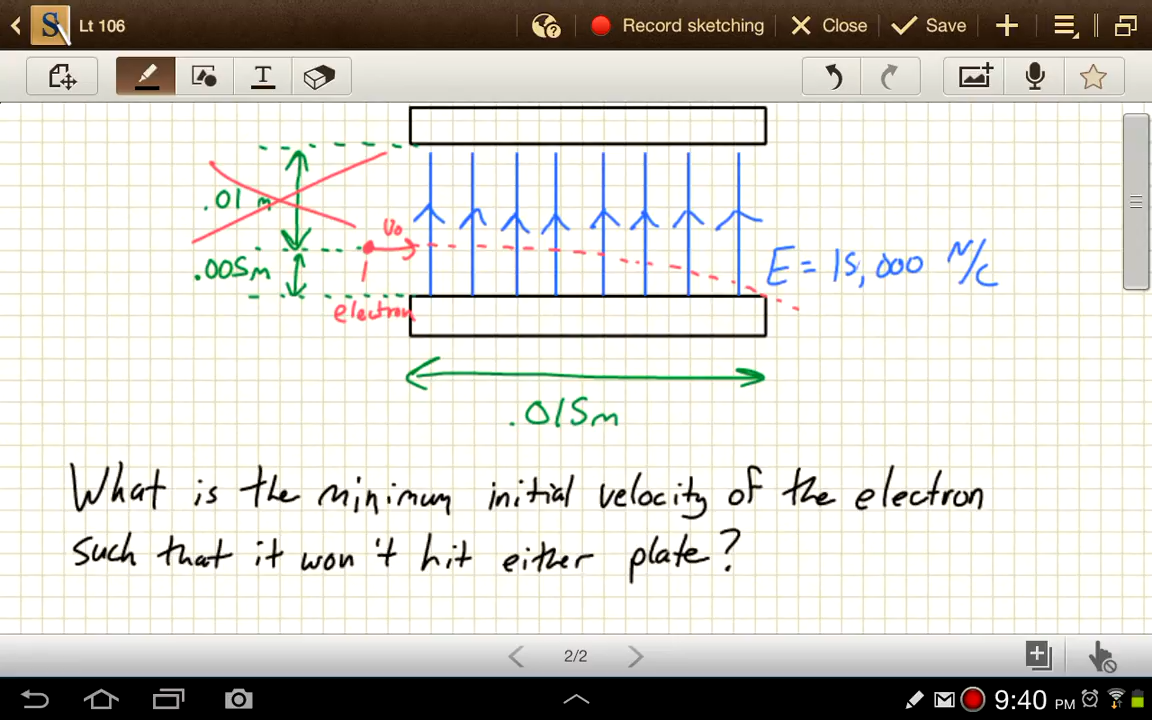 S Lt 106 Record sketching Close Save
T
.01 m
v₀
.005m
electron
E = 15,000 N/C
.015m
What is the minimum initial velocity of the electron
such that it won't hit either plate?
2/2
9:40 PM